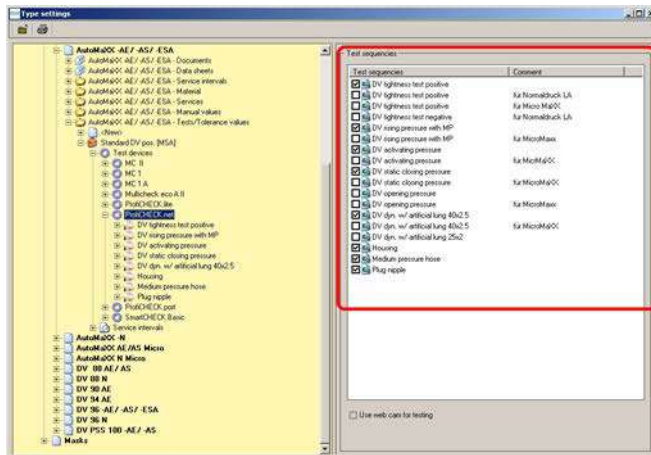 Type settings
AutoMaXX -AE/ -AS/ -ESA
AutoMaXX -AE/ -AS/ -ESA - Documents
AutoMaXX -AE/ -AS/ -ESA - Data sheets
AutoMaXX -AE/ -AS/ -ESA - Service intervals
AutoMaXX -AE/ -AS/ -ESA - Material
AutoMaXX -AE/ -AS/ -ESA - Services
AutoMaXX -AE/ -AS/ -ESA - Manual values
AutoMaXX -AE/ -AS/ -ESA - Tests/Tolerance values
<New>
Standard DV pos. [MSA]
Test devices
MC II
MC 1
MC 1 A
Multicheck eco A II
ProfiCHECK.lite
ProfiCHECK.net
DV tightness test positive
DV rising pressure with MP
DV activating pressure
DV static closing pressure
DV dyn. w/ artificial lung 40x2.5
Housing
Medium pressure hose
Plug nipple
ProfiCHECK.port
SmartCHECK Basic
Service intervals
AutoMaXX -N
AutoMaXX AE/AS Micro
AutoMaXX N Micro
DV 88 AE/ AS
DV 88 N
DV 90 AE
DV 94 AE
DV 96 -AE/ -AS/ -ESA
DV 96 N
DV PSS 100 -AE/ -AS
Masks
Test sequencies
Test sequencies Comment
DV tightness test positive
DV tightness test positive für Normaldruck LA
DV tightness test positive für Micro MaXX
DV tightness test negative für Normaldruck LA
DV rising pressure with MP
DV rising pressure with MP für MicroMaxx
DV activating pressure
DV activating pressure für MicMaXX
DV static closing pressure
DV static closing pressure für MicroMaXX
DV opening pressure
DV opening pressure für MicroMaxx
DV dyn. w/ artificial lung 40x2.5
DV dyn. w/ artificial lung 40x2.5 für MicroMaXX
DV dyn. w/ artificial lung 25x2
Housing
Medium pressure hose
Plug nipple
Use web cam for testing